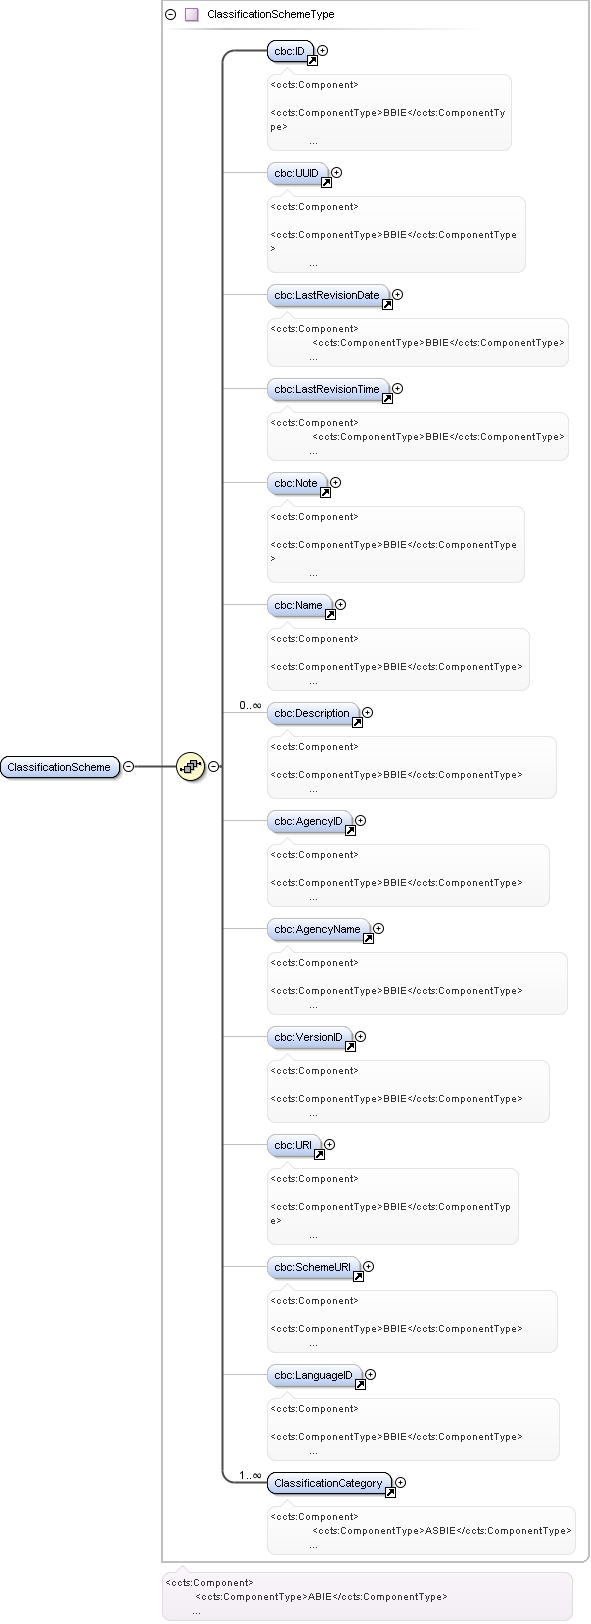 ClassificationSchemeType
cbc:ID
<ccts:Component>
<ccts:ComponentType>BBIE</ccts:ComponentTy
pe>
...
cbc:UUID
<ccts:Component>
<ccts:ComponentType>BBIE</ccts:ComponentType
>
...
cbc:LastRevisionDate
<ccts:Component>
<ccts:ComponentType>BBIE</ccts:ComponentType>
...
cbc:LastRevisionTime
<ccts:Component>
<ccts:ComponentType>BBIE</ccts:ComponentType>
...
cbc:Note
<ccts:Component>
<ccts:ComponentType>BBIE</ccts:ComponentType
>
...
cbc:Name
<ccts:Component>
<ccts:ComponentType>BBIE</ccts:ComponentType>
...
0..∞
cbc:Description
<ccts:Component>
<ccts:ComponentType>BBIE</ccts:ComponentType>
...
ClassificationScheme
cbc:AgencyID
<ccts:Component>
<ccts:ComponentType>BBIE</ccts:ComponentType>
...
cbc:AgencyName
<ccts:Component>
<ccts:ComponentType>BBIE</ccts:ComponentType>
...
cbc:VersionID
<ccts:Component>
<ccts:ComponentType>BBIE</ccts:ComponentType>
...
cbc:URI
<ccts:Component>
<ccts:ComponentType>BBIE</ccts:ComponentTyp
e>
...
cbc:SchemeURI
<ccts:Component>
<ccts:ComponentType>BBIE</ccts:ComponentType>
...
cbc:LanguageID
<ccts:Component>
<ccts:ComponentType>BBIE</ccts:ComponentType>
...
1..∞
ClassificationCategory
<ccts:Component>
<ccts:ComponentType>ASBIE</ccts:ComponentType>
...
<ccts:Component>
<ccts:ComponentType>ABIE</ccts:ComponentType>
...